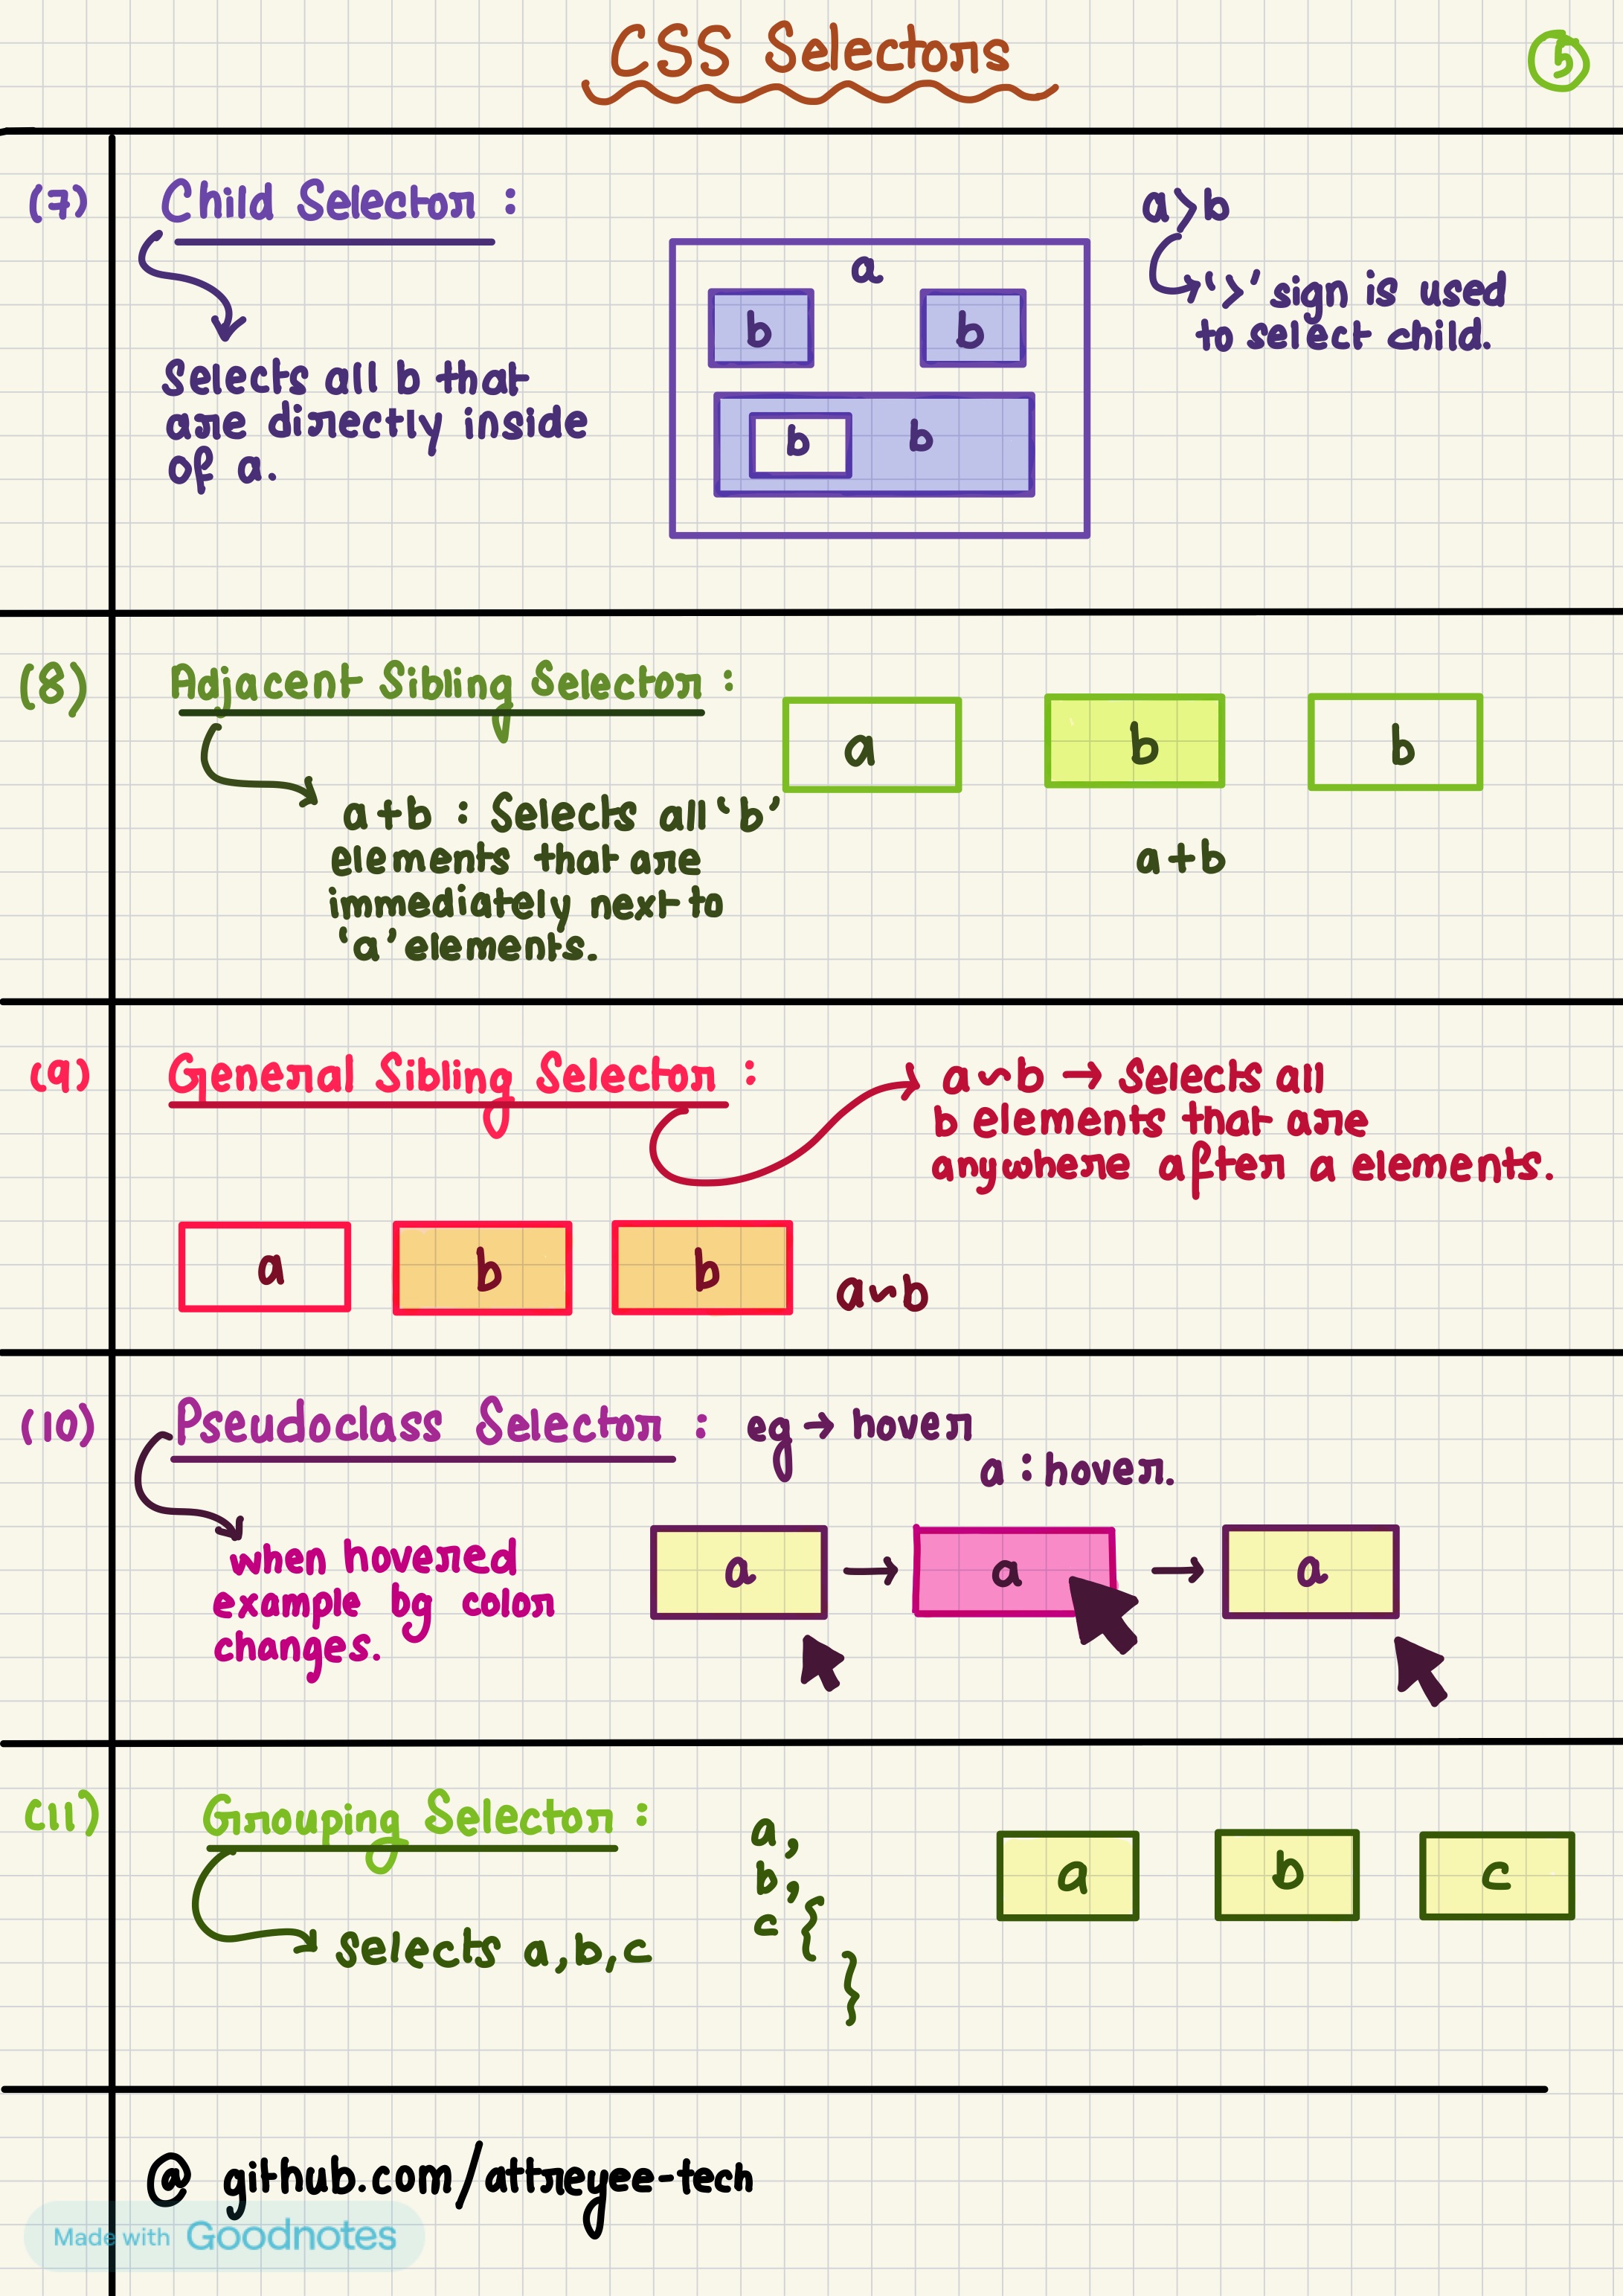 CSS Selectors
5
(7)
Child Selector :
Selects all b that
are directly inside
of a.
a
b
b
b
b
a>b
'>' sign is used
to select child.
(8)
Adjacent Sibling Selector :
a+b : Selects all 'b'
elements that are
immediately next to
'a' elements.
a
b
b
a+b
(9)
General Sibling Selector :
a~b → Selects all
b elements that are
anywhere after a elements.
a
b
b
a~b
(10)
Pseudoclass Selector : eg → hover
a : hover.
when hovered
example bg color
changes.
a
→
a
→
a
(11)
Grouping Selector :
selects a,b,c
a,
b,
c {
}
a
b
c
@ github.com/attreyee-tech
Made with Goodnotes